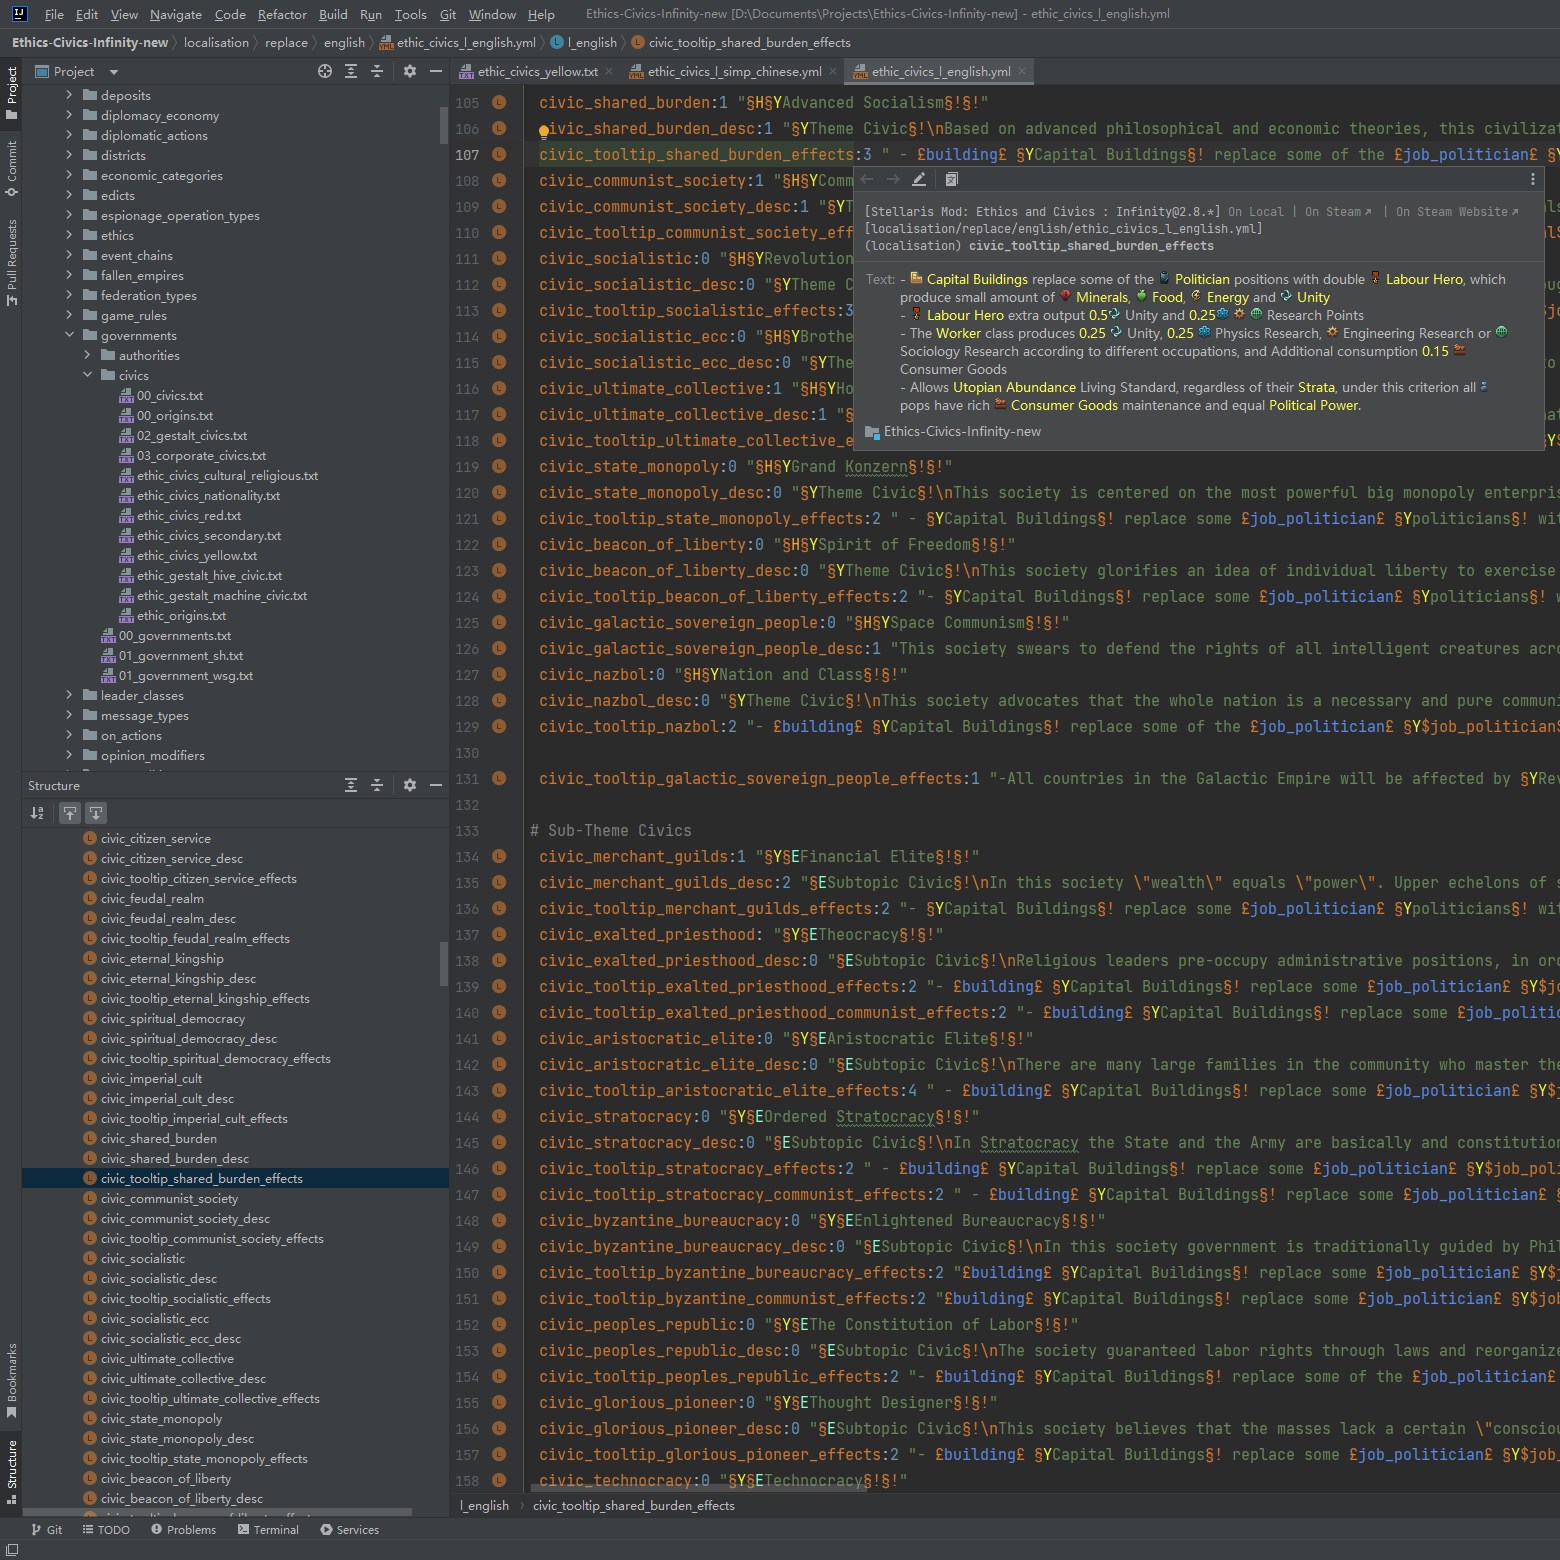 File Edit View Navigate Code Refactor Build Run Tools Git Window Help Ethics-Civics-Infinity-new [D:\Documents\Projects\Ethics-Civics-Infinity-new] - ethic_civics_l_english.yml
Ethics-Civics-Infinity-new localisation replace english ethic_civics_l_english.yml l_english civic_tooltip_shared_burden_effects
Project
Commit
Pull Requests
Bookmarks
Structure
Project
deposits
diplomacy_economy
diplomatic_actions
districts
economic_categories
edicts
espionage_operation_types
ethics
event_chains
fallen_empires
federation_types
game_rules
governments
authorities
civics
00_civics.txt
00_origins.txt
02_gestalt_civics.txt
03_corporate_civics.txt
ethic_civics_cultural_religious.txt
ethic_civics_nationality.txt
ethic_civics_red.txt
ethic_civics_secondary.txt
ethic_civics_yellow.txt
ethic_gestalt_hive_civic.txt
ethic_gestalt_machine_civic.txt
ethic_origins.txt
00_governments.txt
01_government_sh.txt
01_government_wsg.txt
leader_classes
message_types
on_actions
opinion_modifiers
Structure
civic_citizen_service
civic_citizen_service_desc
civic_tooltip_citizen_service_effects
civic_feudal_realm
civic_feudal_realm_desc
civic_tooltip_feudal_realm_effects
civic_eternal_kingship
civic_eternal_kingship_desc
civic_tooltip_eternal_kingship_effects
civic_spiritual_democracy
civic_spiritual_democracy_desc
civic_tooltip_spiritual_democracy_effects
civic_imperial_cult
civic_imperial_cult_desc
civic_tooltip_imperial_cult_effects
civic_shared_burden
civic_shared_burden_desc
civic_tooltip_shared_burden_effects
civic_communist_society
civic_communist_society_desc
civic_tooltip_communist_society_effects
civic_socialistic
civic_socialistic_desc
civic_tooltip_socialistic_effects
civic_socialistic_ecc
civic_socialistic_ecc_desc
civic_ultimate_collective
civic_ultimate_collective_desc
civic_tooltip_ultimate_collective_effects
civic_state_monopoly
civic_state_monopoly_desc
civic_tooltip_state_monopoly_effects
civic_beacon_of_liberty
civic_beacon_of_liberty_desc
ethic_civics_yellow.txt ethic_civics_l_simp_chinese.yml ethic_civics_l_english.yml
105 civic_shared_burden:1 "§H§YAdvanced Socialism§!§!"
106 civic_shared_burden_desc:1 "§YTheme Civic§!\nBased on advanced philosophical and economic theories, this civilizat
107 civic_tooltip_shared_burden_effects:3 " - £building£ §YCapital Buildings§! replace some of the £job_politician£ §Y
108 civic_communist_society:1 "§H§YComm
109 civic_communist_society_desc:1 "§YT
110 civic_tooltip_communist_society_eff
111 civic_socialistic:0 "§H§YRevolution
112 civic_socialistic_desc:0 "§YTheme C
113 civic_tooltip_socialistic_effects:3
114 civic_socialistic_ecc:0 "§H§YBrothe
115 civic_socialistic_ecc_desc:0 "§YThe
116 civic_ultimate_collective:1 "§H§YHo
117 civic_ultimate_collective_desc:1 "§
118 civic_tooltip_ultimate_collective_e
[Stellaris Mod: Ethics and Civics : Infinity@2.8.*] On Local | On Steam | On Steam Website
[localisation/replace/english/ethic_civics_l_english.yml]
(localisation) civic_tooltip_shared_burden_effects
Text: - Capital Buildings replace some of the Politician positions with double Labour Hero, which
produce small amount of Minerals, Food, Energy and Unity
- Labour Hero extra output 0.5 Unity and 0.25 Research Points
- The Worker class produces 0.25 Unity, 0.25 Physics Research, Engineering Research or
Sociology Research according to different occupations, and Additional consumption 0.15
Consumer Goods
- Allows Utopian Abundance Living Standard, regardless of their Strata, under this criterion all
pops have rich Consumer Goods maintenance and equal Political Power.
Ethics-Civics-Infinity-new
119 civic_state_monopoly:0 "§H§YGrand Konzern§!§!"
120 civic_state_monopoly_desc:0 "§YTheme Civic§!\nThis society is centered on the most powerful big monopoly enterpris
121 civic_tooltip_state_monopoly_effects:2 " - §YCapital Buildings§! replace some £job_politician£ §Ypoliticians§! wit
122 civic_beacon_of_liberty:0 "§H§YSpirit of Freedom§!§!"
123 civic_beacon_of_liberty_desc:0 "§YTheme Civic§!\nThis society glorifies an idea of individual liberty to exercise
124 civic_tooltip_beacon_of_liberty_effects:2 "- §YCapital Buildings§! replace some £job_politician£ §Ypoliticians§! w
125 civic_galactic_sovereign_people:0 "§H§YSpace Communism§!§!"
126 civic_galactic_sovereign_people_desc:1 "This society swears to defend the rights of all intelligent creatures acro
127 civic_nazbol:0 "§H§YNation and Class§!§!"
128 civic_nazbol_desc:0 "§YTheme Civic§!\nThis society advocates that the whole nation is a necessary and pure communi
129 civic_tooltip_nazbol:2 "- £building£ §YCapital Buildings§! replace some of the £job_politician£ §Y$job_politician$
130
131 civic_tooltip_galactic_sovereign_people_effects:1 "-All countries in the Galactic Empire will be affected by §YRev
132
133 # Sub-Theme Civics
134 civic_merchant_guilds:1 "§Y§EFinancial Elite§!§!"
135 civic_merchant_guilds_desc:2 "§ESubtopic Civic§!\nIn this society \"wealth\" equals \"power\". Upper echelons of s
136 civic_tooltip_merchant_guilds_effects:2 "- §YCapital Buildings§! replace some £job_politician£ §Ypoliticians§! wit
137 civic_exalted_priesthood: "§Y§ETheocracy§!§!"
138 civic_exalted_priesthood_desc:0 "§ESubtopic Civic§!\nReligious leaders pre-occupy administrative positions, in ord
139 civic_tooltip_exalted_priesthood_effects:2 "- £building£ §YCapital Buildings§! replace some £job_politician£ §Y$j
140 civic_tooltip_exalted_priesthood_communist_effects:2 "- £building£ §YCapital Buildings§! replace some £job_politic
141 civic_aristocratic_elite:0 "§Y§EAristocratic Elite§!§!"
142 civic_aristocratic_elite_desc:0 "§ESubtopic Civic§!\nThere are many large families in the community who master the
143 civic_tooltip_aristocratic_elite_effects:4 " - £building£ §YCapital Buildings§! replace some £job_politician£ §Y$j
144 civic_stratocracy:0 "§Y§EOrdered Stratocracy§!§!"
145 civic_stratocracy_desc:0 "§ESubtopic Civic§!\nIn Stratocracy the State and the Army are basically and constitution
146 civic_tooltip_stratocracy_effects:2 " - £building£ §YCapital Buildings§! replace some £job_politician£ §Y$job_poli
147 civic_tooltip_stratocracy_communist_effects:2 " - £building£ §YCapital Buildings§! replace some £job_politician£ §
148 civic_byzantine_bureaucracy:0 "§Y§EEnlightened Bureaucracy§!§!"
149 civic_byzantine_bureaucracy_desc:0 "§ESubtopic Civic§!\nIn this society government is traditionally guided by Phil
150 civic_tooltip_byzantine_bureaucracy_effects:2 "£building£ §YCapital Buildings§! replace some £job_politician£ §Y$j
151 civic_tooltip_byzantine_communist_effects:2 "£building£ §YCapital Buildings§! replace some £job_politician£ §Y$job
152 civic_peoples_republic:0 "§Y§EThe Constitution of Labor§!§!"
153 civic_peoples_republic_desc:0 "§ESubtopic Civic§!\nThe society guaranteed labor rights through laws and reorganize
154 civic_tooltip_peoples_republic_effects:2 "- £building£ §YCapital Buildings§! replace some of the £job_politician£
155 civic_glorious_pioneer:0 "§Y§EThought Designer§!§!"
156 civic_glorious_pioneer_desc:0 "§ESubtopic Civic§!\nThis society believes that the masses lack a certain \"consciou
157 civic_tooltip_glorious_pioneer_effects:2 "- £building£ §YCapital Buildings§! replace some £job_politician£ §Y$job_
158 civic_technocracy:0 "§Y§ETechnocracy§!§!"
l_english civic_tooltip_shared_burden_effects
Git TODO Problems Terminal Services